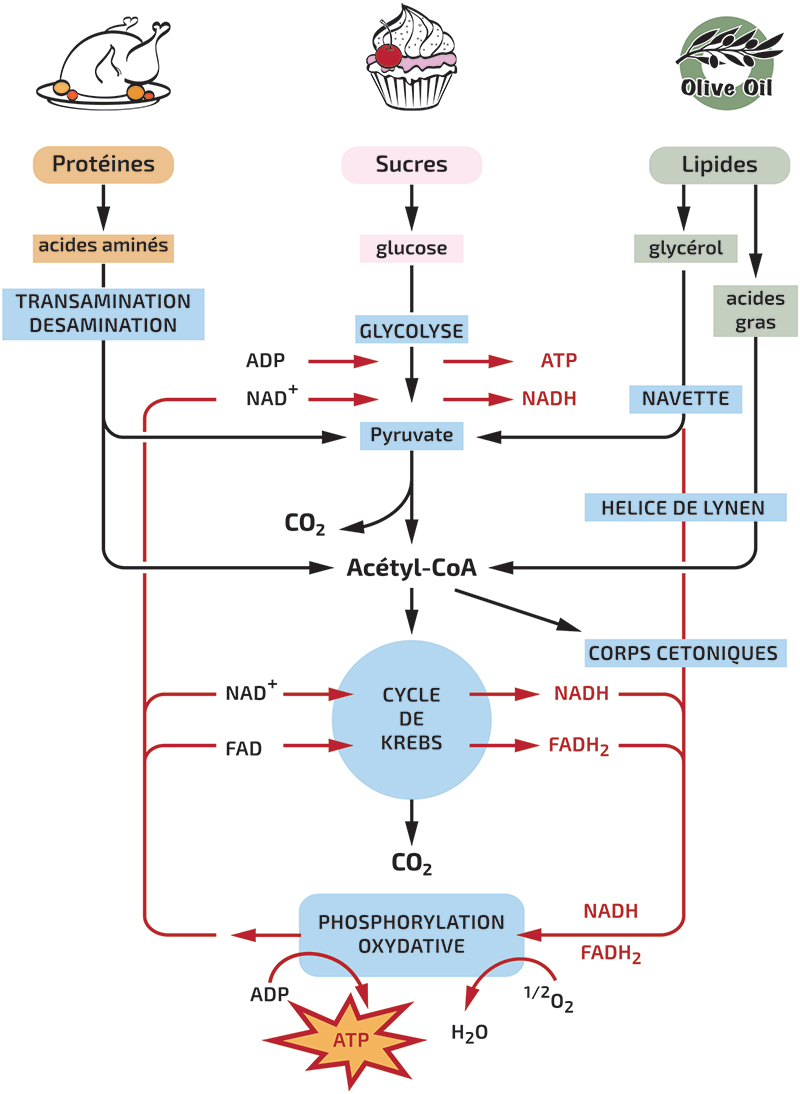 Olive Oil
Protéines
Sucres
Lipides
acides aminés
glucose
glycérol
TRANSAMINATION
DESAMINATION
acides
gras
GLYCOLYSE
ADP
ATP
NAD+
NADH
NAVETTE
Pyruvate
HELICE DE LYNEN
CO2
Acétyl-CoA
CORPS CETONIQUES
NAD+
CYCLE
DE
KREBS
NADH
FAD
FADH2
CO2
PHOSPHORYLATION
OXYDATIVE
NADH
FADH2
ADP
1/2O2
ATP
H2O